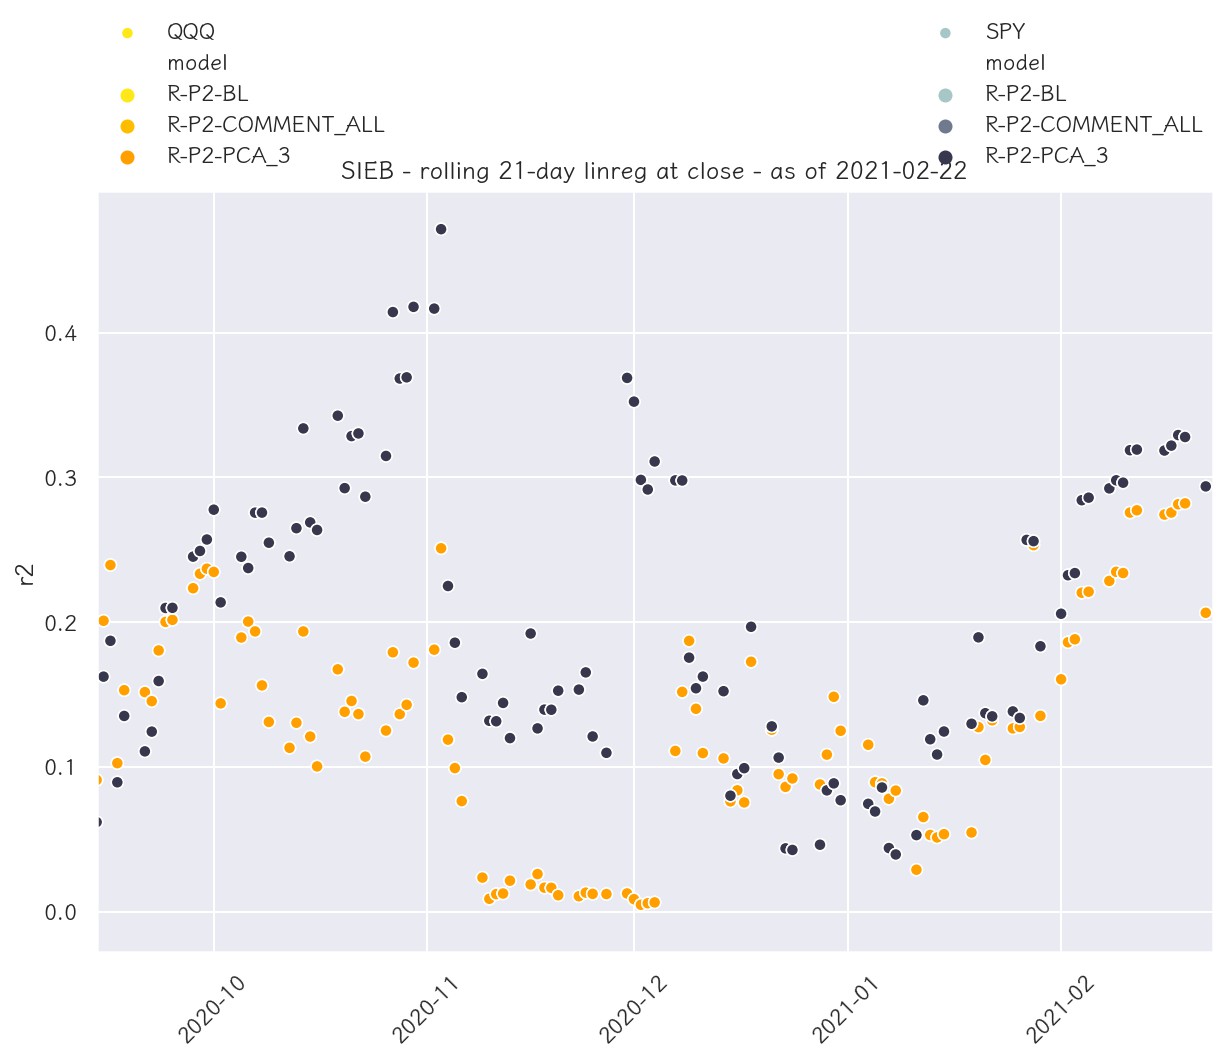 QQQ
model
R-P2-BL
R-P2-COMMENT_ALL
R-P2-PCA_3
SPY
model
R-P2-BL
R-P2-COMMENT_ALL
R-P2-PCA_3
SIEB - rolling 21-day linreg at close - as of 2021-02-22
r2
0.4
0.3
0.2
0.1
0.0
2020-10
2020-11
2020-12
2021-01
2021-02